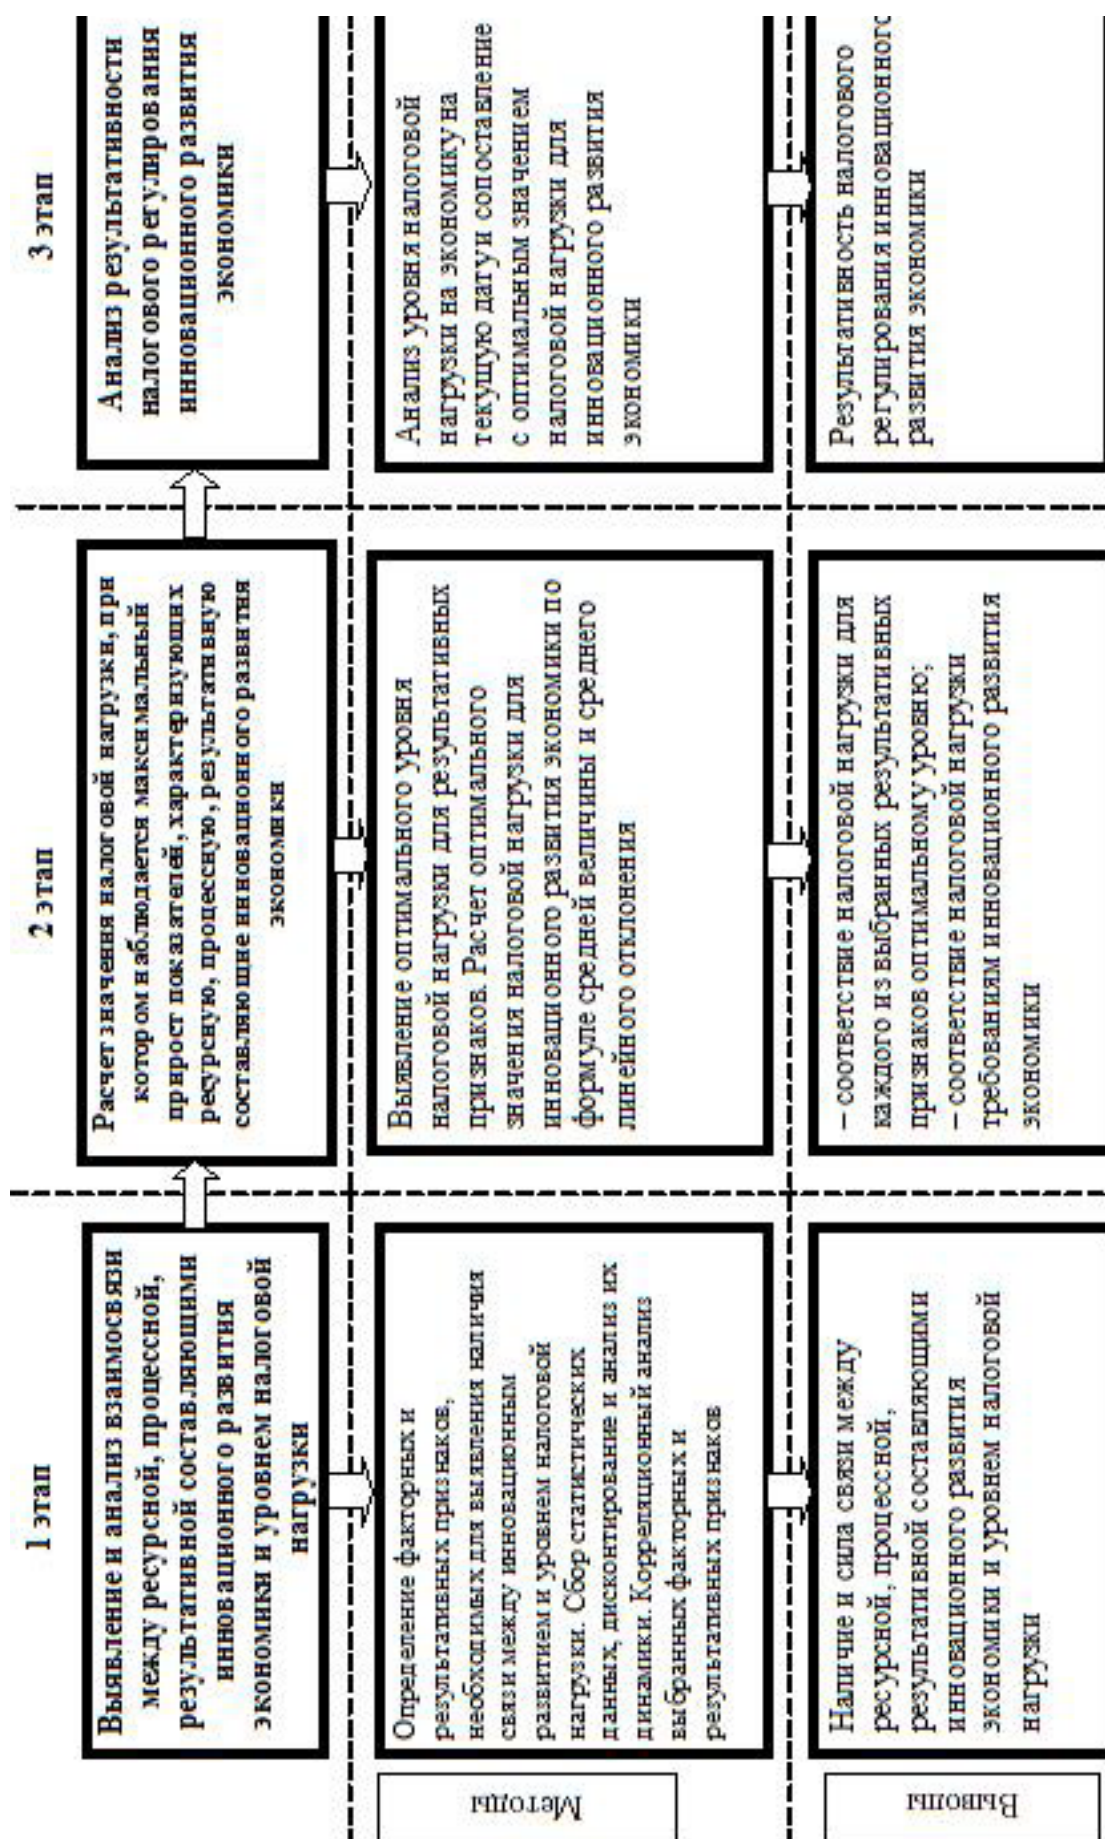 1 этап
2 этап
3 этап
Выявление и анализ взаимосвязи
между ресурсной, процессной,
результативной составляющими
инновационного развития
экономики и уровнем налоговой
нагрузки
Расчет значения налоговой нагрузки, при
котором наблюдается максимальный
прирост показателей, характеризующих
ресурсную, процессную, результативную
составляющие инновационного развития
экономики
Анализ результативности
налогового регулирования
инновационного развития
экономики
Методы
Определение факторных и
результативных признаков,
необходимых для выявления наличия
связи между инновационным
развитием и уровнем налоговой
нагрузки. Сбор статистических
данных, дисконтирование и анализ их
динамики. Корреляционный анализ
выбранных факторных и
результативных признаков
Выявление оптимального уровня
налоговой нагрузки для результативных
признаков. Расчет оптимального
значения налоговой нагрузки для
инновационного развития экономики по
формуле средней величины и среднего
линейного отклонения
Анализ уровня налоговой
нагрузки на экономику на
текущую дату и сопоставление
с оптимальным значением
налоговой нагрузки для
инновационного развития
экономики
Выводы
Наличие и сила связи между
ресурсной, процессной,
результативной составляющими
инновационного развития
экономики и уровнем налоговой
нагрузки
– соответствие налоговой нагрузки для
каждого из выбранных результативных
признаков оптимальному уровню;
– соответствие налоговой нагрузки
требованиям инновационного развития
экономики
Результативность налогового
регулирования инновационного
развития экономики